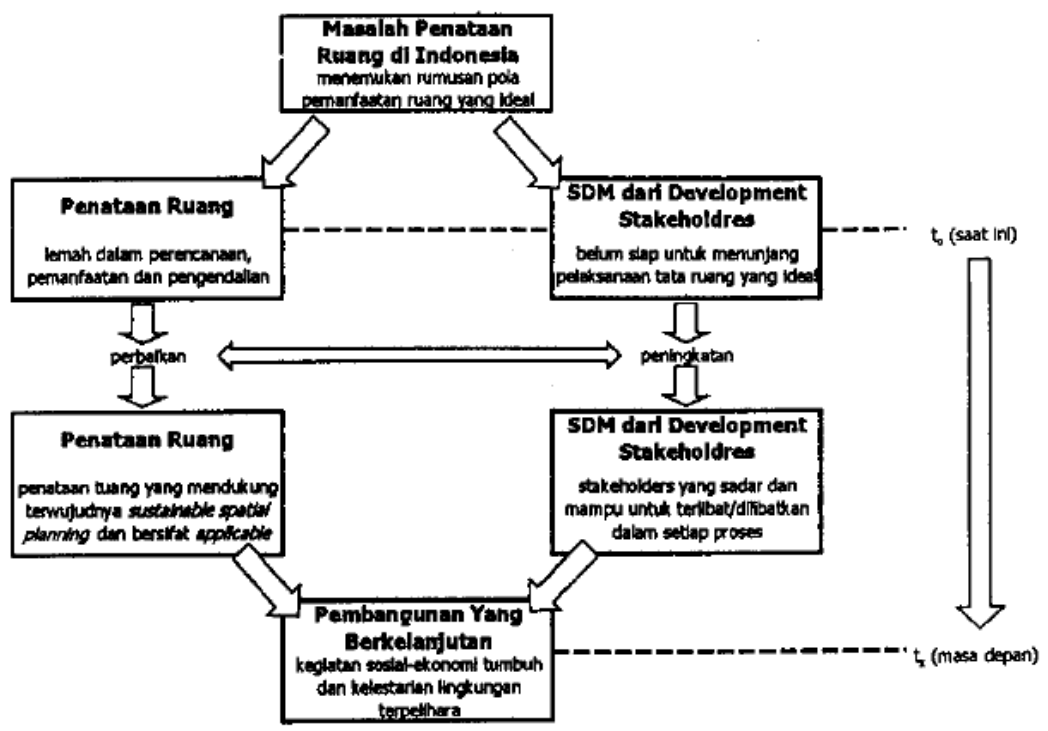 Masalah Penataan
Ruang di Indonesia
menemukan rumusan pola
pemanfaatan ruang yang ideal
Penataan Ruang
lemah dalam perencanaan,
pemanfaatan dan pengendalian
SDM dari Development
Stakeholdres
belum siap untuk menunjang
pelaksanaan tata ruang yang ideal
t₀ (saat ini)
perbaikan
peningkatan
Penataan Ruang
penataan tuang yang mendukung
terwujudnya sustainable spatial
planning dan bersifat applicable
SDM dari Development
Stakeholdres
stakeholders yang sadar dan
mampu untuk terlibat/dilibatkan
dalam setiap proses
Pembangunan Yang
Berkelanjutan
kegiatan sosial-ekonomi tumbuh
dan kelestarian lingkungan
terpelihara
tₓ (masa depan)